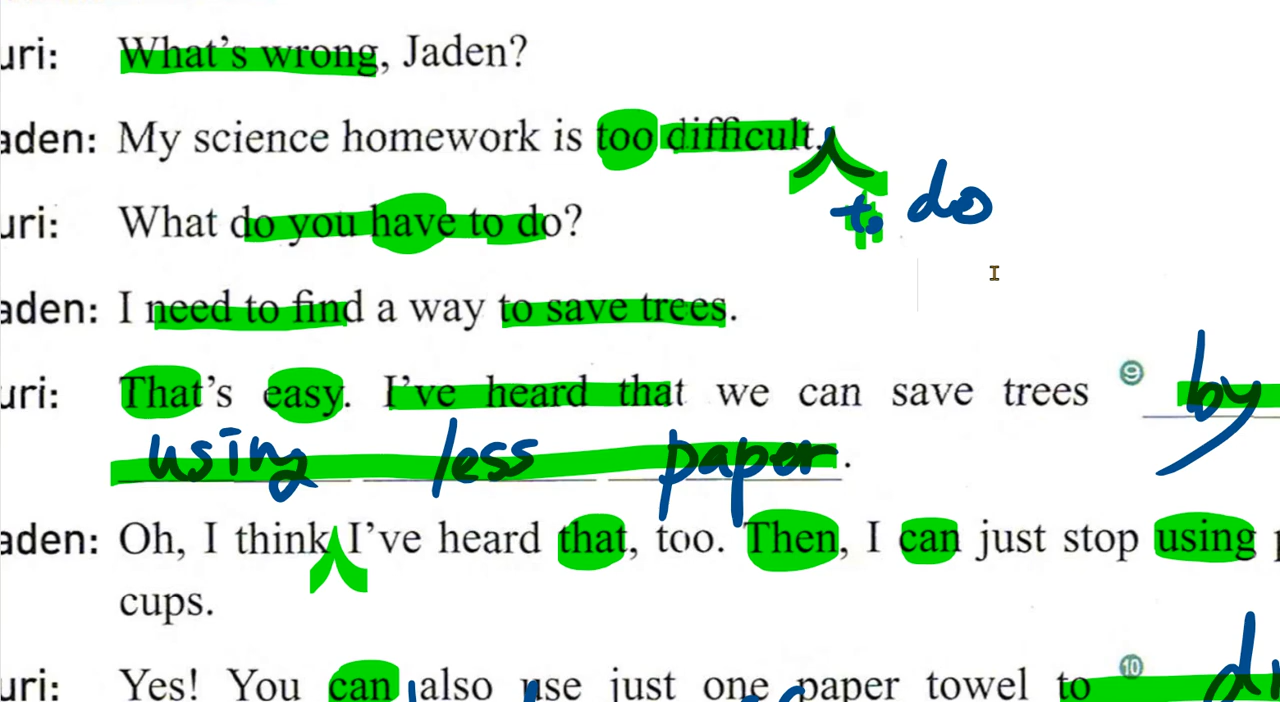 uri: What's wrong, Jaden?
aden: My science homework is too difficult.
to do
uri: What do you have to do?
aden: I need to find a way to save trees.
uri: That's easy. I've heard that we can save trees ⑨ by
using less paper.
aden: Oh, I think I've heard that, too. Then, I can just stop using
cups.
uri: Yes! You can also use just one paper towel to ⑩